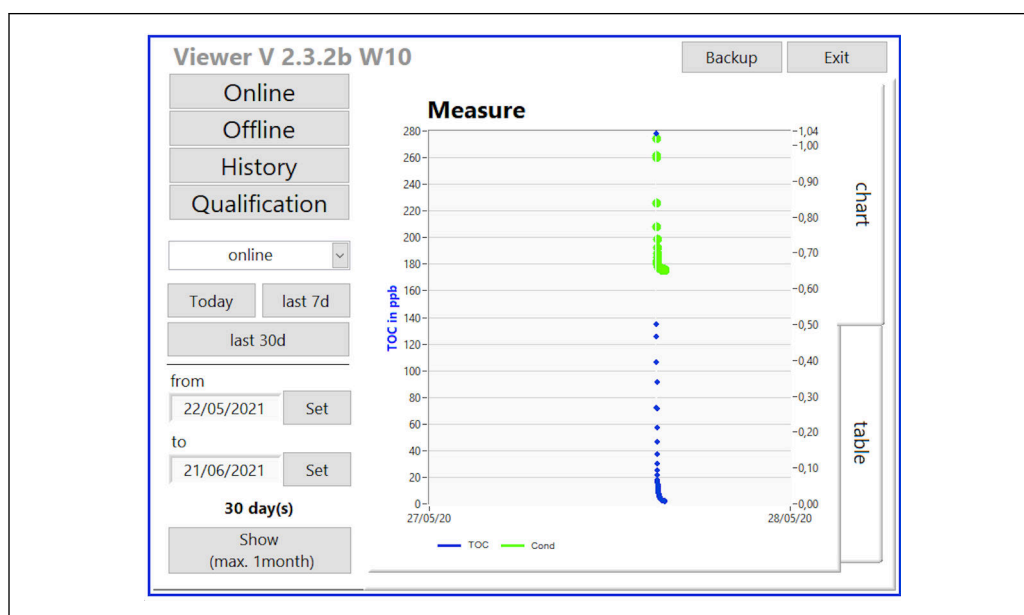 Viewer V 2.3.2b W10
Backup
Exit
Online
Offline
History
Qualification
online
Today
last 7d
last 30d
from
22/05/2021
Set
to
21/06/2021
Set
30 day(s)
Show
(max. 1month)
Measure
TOC in ppb
280
260
240
220
200
180
160
140
120
100
80
60
40
20
0
1,04
1,00
0,90
0,80
0,70
0,60
0,50
0,40
0,30
0,20
0,10
0,00
27/05/20
28/05/20
TOC
Cond
chart
table